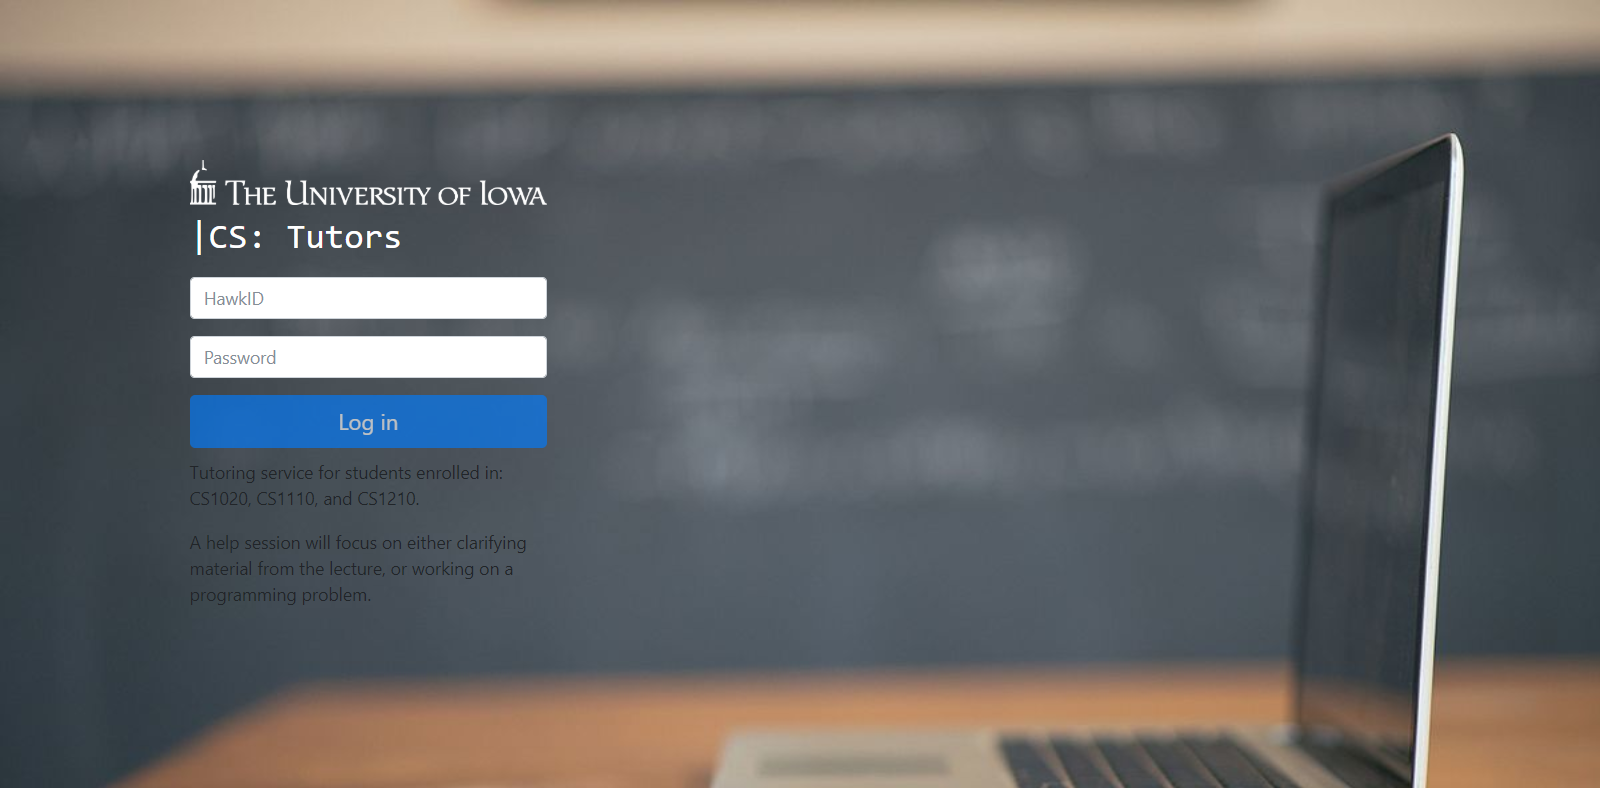 The University of Iowa
|CS: Tutors
HawkID
Password
Log in
Tutoring service for students enrolled in:
CS1020, CS1110, and CS1210.
A help session will focus on either clarifying
material from the lecture, or working on a
programming problem.